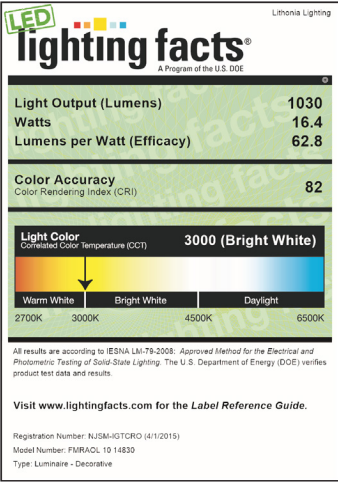 Lithonia Lighting
LED
lighting facts®
A Program of the U.S. DOE
Light Output (Lumens) 1030
Watts 16.4
Lumens per Watt (Efficacy) 62.8
Color Accuracy
Color Rendering Index (CRI) 82
Light Color
Correlated Color Temperature (CCT) 3000 (Bright White)
Warm White Bright White Daylight
2700K 3000K 4500K 6500K
All results are according to IESNA LM-79-2008: Approved Method for the Electrical and
Photometric Testing of Solid-State Lighting. The U.S. Department of Energy (DOE) verifies
product test data and results.
Visit www.lightingfacts.com for the Label Reference Guide.
Registration Number: NJSM-IGTCRO (4/1/2015)
Model Number: FMRAOL 10 14830
Type: Luminaire - Decorative